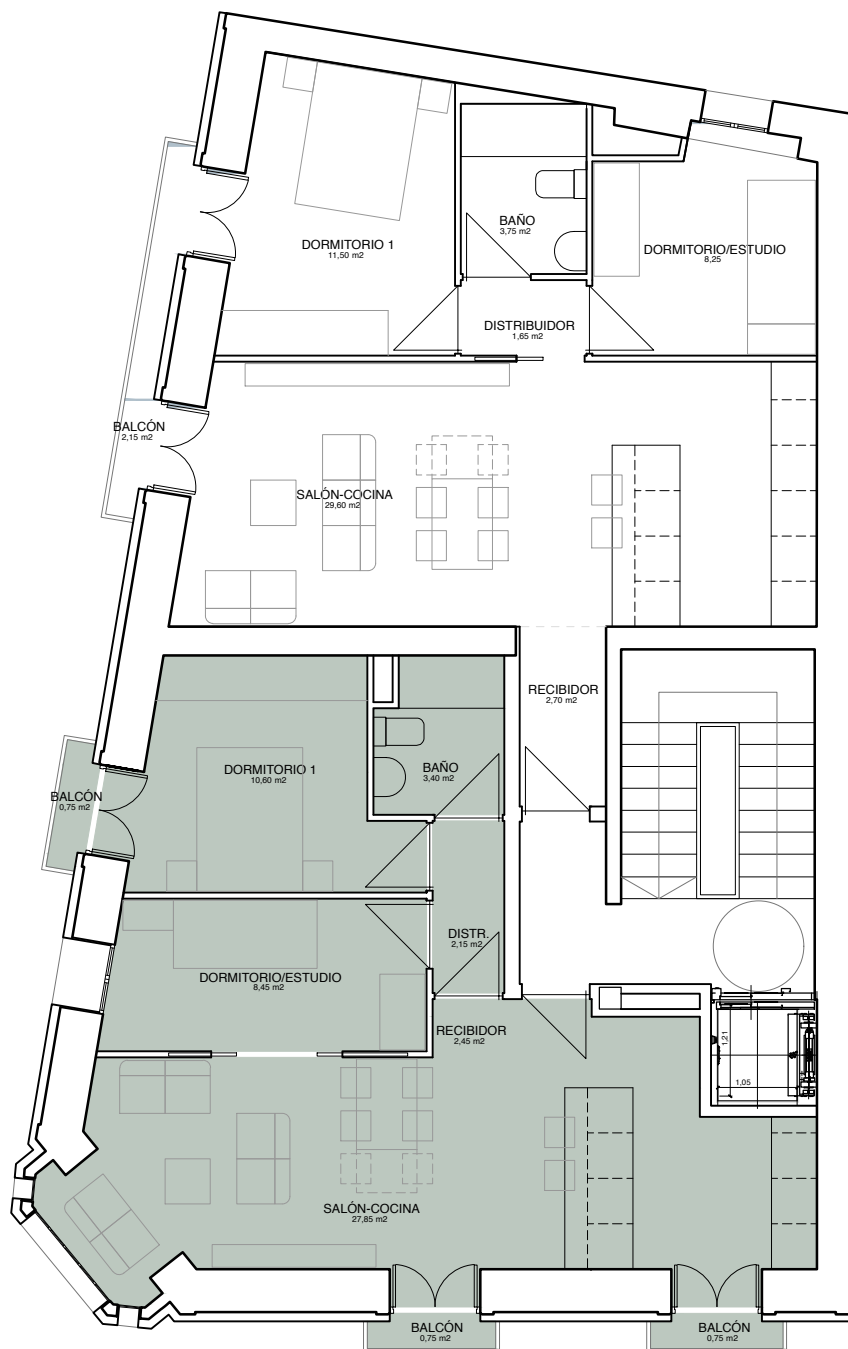 BAÑO
3,75 m2
DORMITORIO 1
11,50 m2
DORMITORIO/ESTUDIO
8,25
DISTRIBUIDOR
1,65 m2
BALCÓN
2,15 m2
SALÓN-COCINA
29,60 m2
RECIBIDOR
2,70 m2
DORMITORIO 1
10,60 m2
BAÑO
3,40 m2
BALCÓN
0,75 m2
DISTR.
2,15 m2
DORMITORIO/ESTUDIO
8,45 m2
RECIBIDOR
2,45 m2
1,21
1,05
SALÓN-COCINA
27,85 m2
BALCÓN
0,75 m2
BALCÓN
0,75 m2